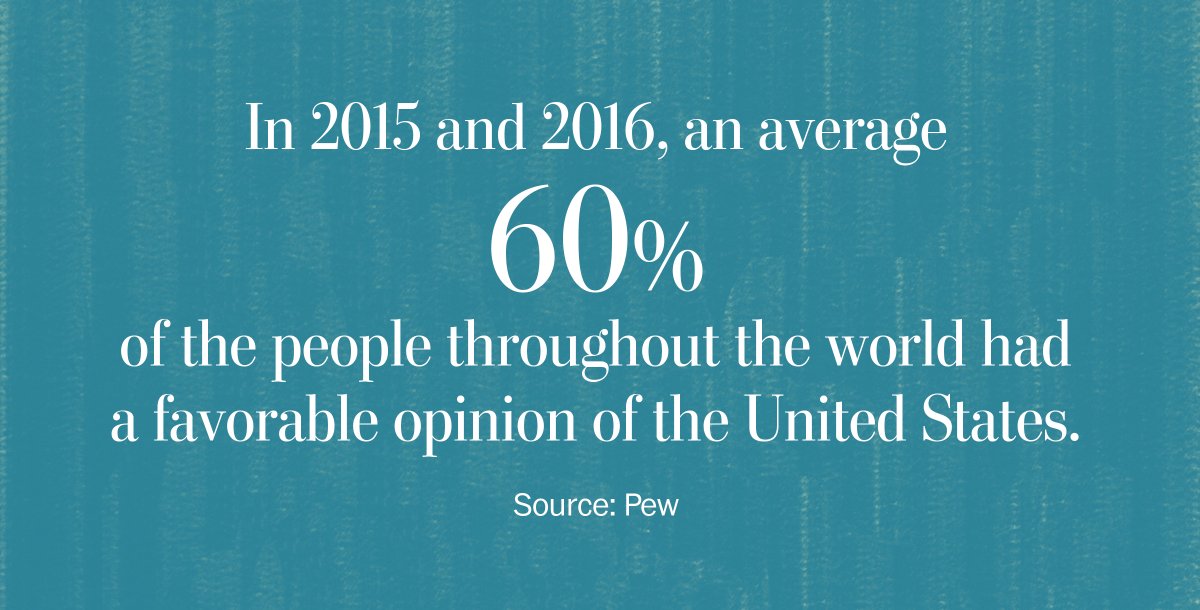 In 2015 and 2016, an average
60%
of the people throughout the world had
a favorable opinion of the United States.
Source: Pew